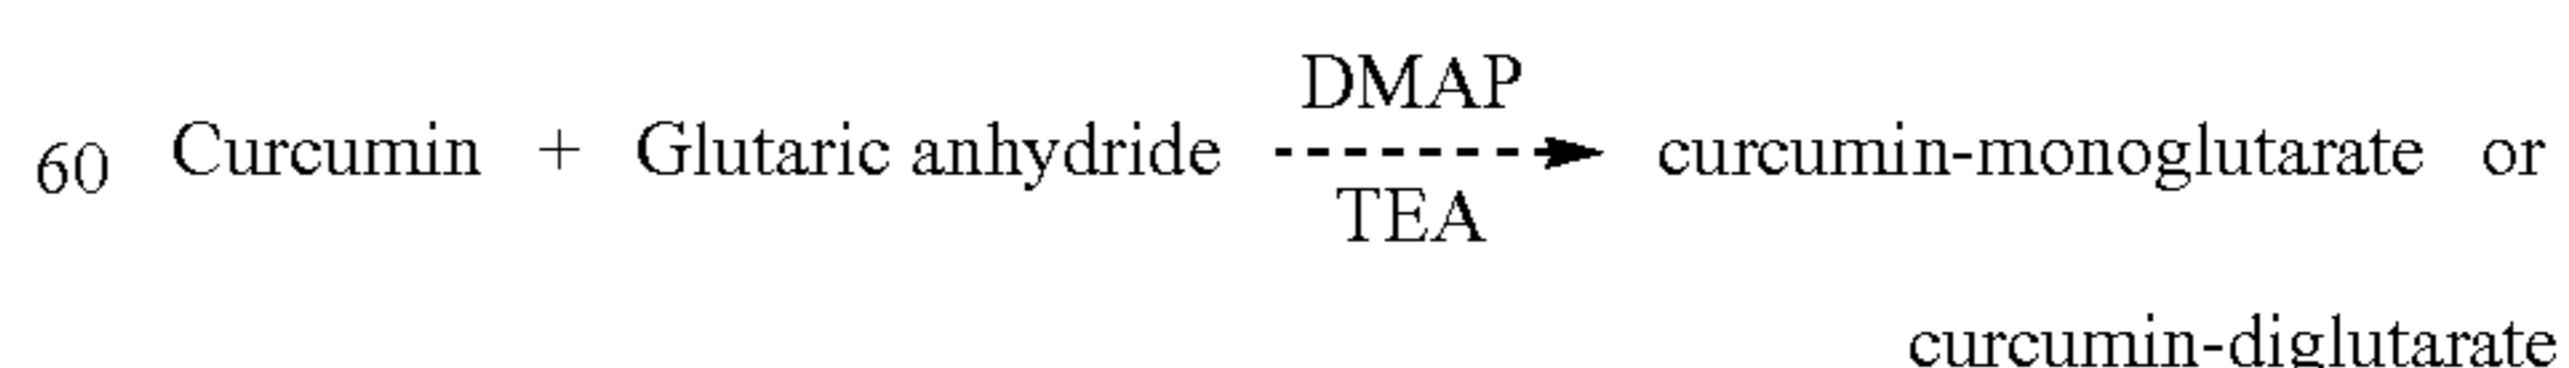 DMAP
60 Curcumin + Glutaric anhydride curcumin-monoglutarate or
TEA
curcumin-diglutarate